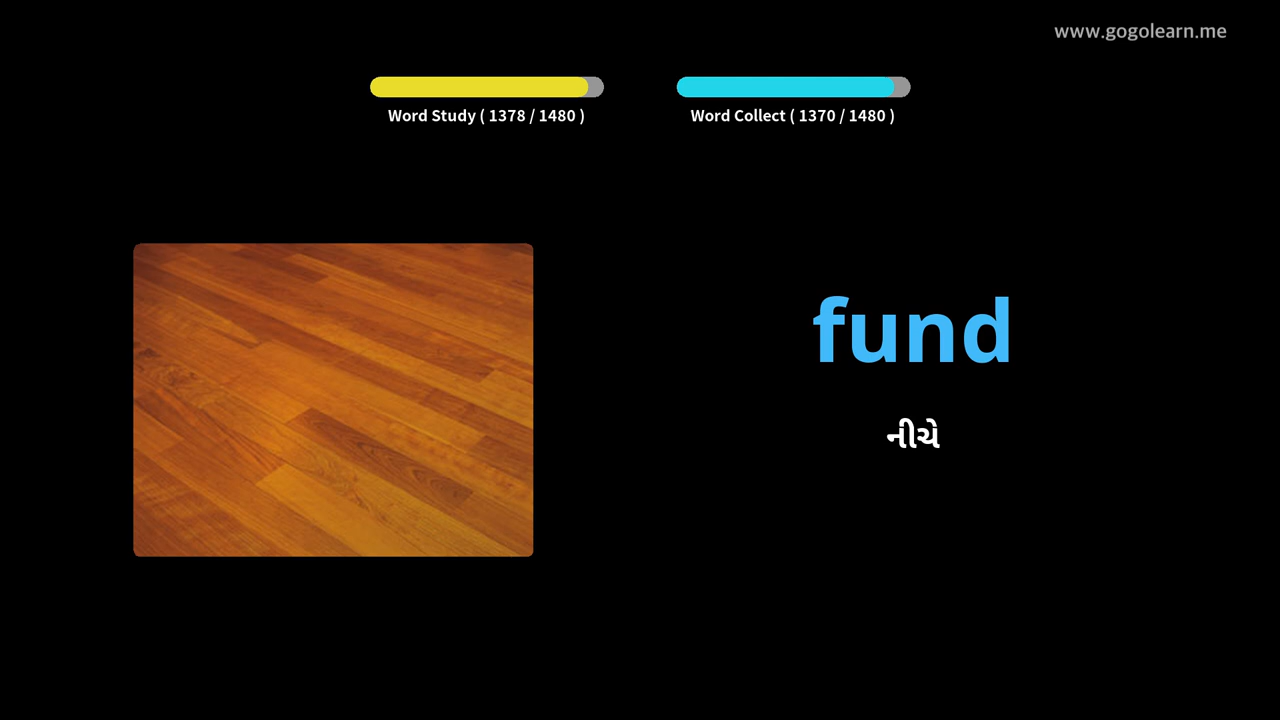 www.gogolearn.me
Word Study ( 1378 / 1480 )
Word Collect ( 1370 / 1480 )
fund
નીચે